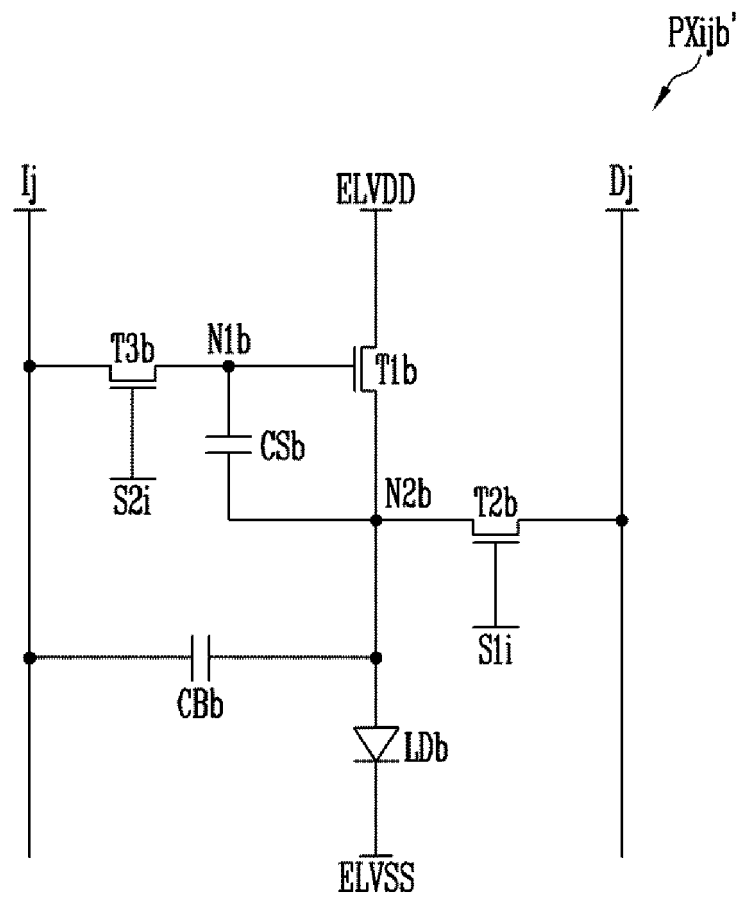 PXijb'
Ij
ELVDD
Dj
T3b
N1b
T1b
CSb
S2i
N2b
T2b
S1i
CBb
LDb
ELVSS